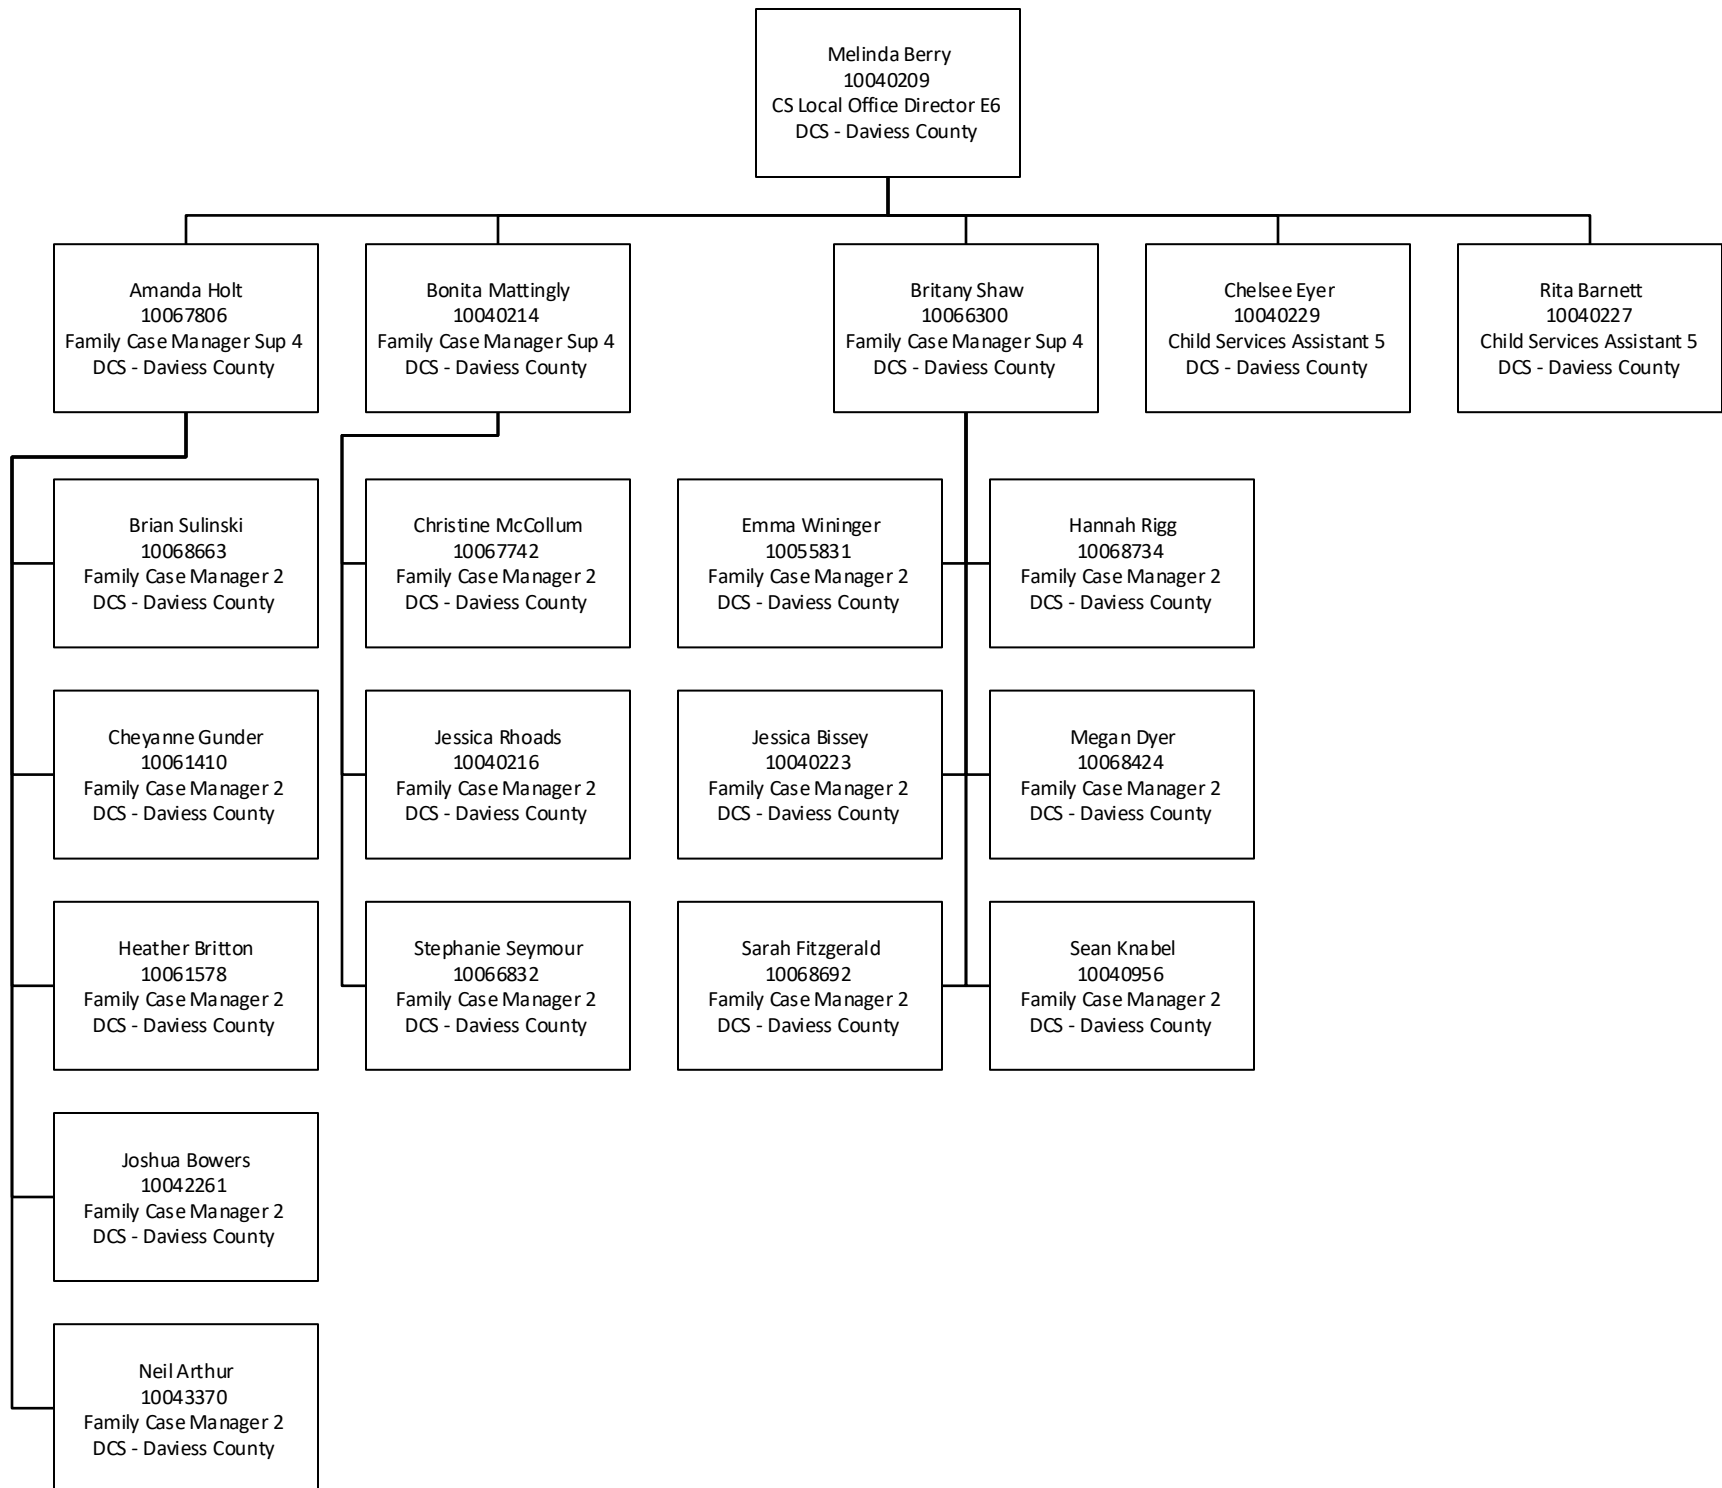 Melinda Berry
10040209
CS Local Office Director E6
DCS - Daviess County
Amanda Holt
10067806
Family Case Manager Sup 4
DCS - Daviess County
Bonita Mattingly
10040214
Family Case Manager Sup 4
DCS - Daviess County
Britany Shaw
10066300
Family Case Manager Sup 4
DCS - Daviess County
Chelsee Eyer
10040229
Child Services Assistant 5
DCS - Daviess County
Rita Barnett
10040227
Child Services Assistant 5
DCS - Daviess County
Brian Sulinski
10068663
Family Case Manager 2
DCS - Daviess County
Christine McCollum
10067742
Family Case Manager 2
DCS - Daviess County
Emma Wininger
10055831
Family Case Manager 2
DCS - Daviess County
Hannah Rigg
10068734
Family Case Manager 2
DCS - Daviess County
Cheyanne Gunder
10061410
Family Case Manager 2
DCS - Daviess County
Jessica Rhoads
10040216
Family Case Manager 2
DCS - Daviess County
Jessica Bissey
10040223
Family Case Manager 2
DCS - Daviess County
Megan Dyer
10068424
Family Case Manager 2
DCS - Daviess County
Heather Britton
10061578
Family Case Manager 2
DCS - Daviess County
Stephanie Seymour
10066832
Family Case Manager 2
DCS - Daviess County
Sarah Fitzgerald
10068692
Family Case Manager 2
DCS - Daviess County
Sean Knabel
10040956
Family Case Manager 2
DCS - Daviess County
Joshua Bowers
10042261
Family Case Manager 2
DCS - Daviess County
Neil Arthur
10043370
Family Case Manager 2
DCS - Daviess County